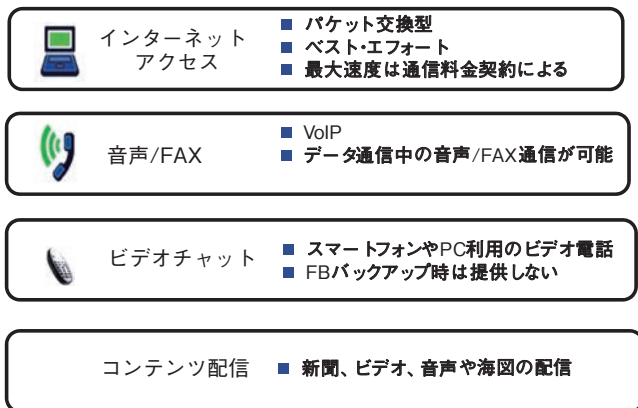 インターネット
アクセス
■ パケット交換型
■ ベスト・エフォート
■ 最大速度は通信料金契約による
音声/FAX
■ VoIP
■ データ通信中の音声/FAX通信が可能
ビデオチャット
■ スマートフォンやPC利用のビデオ電話
■ FBバックアップ時は提供しない
コンテンツ配信
■ 新聞、ビデオ、音声や海図の配信